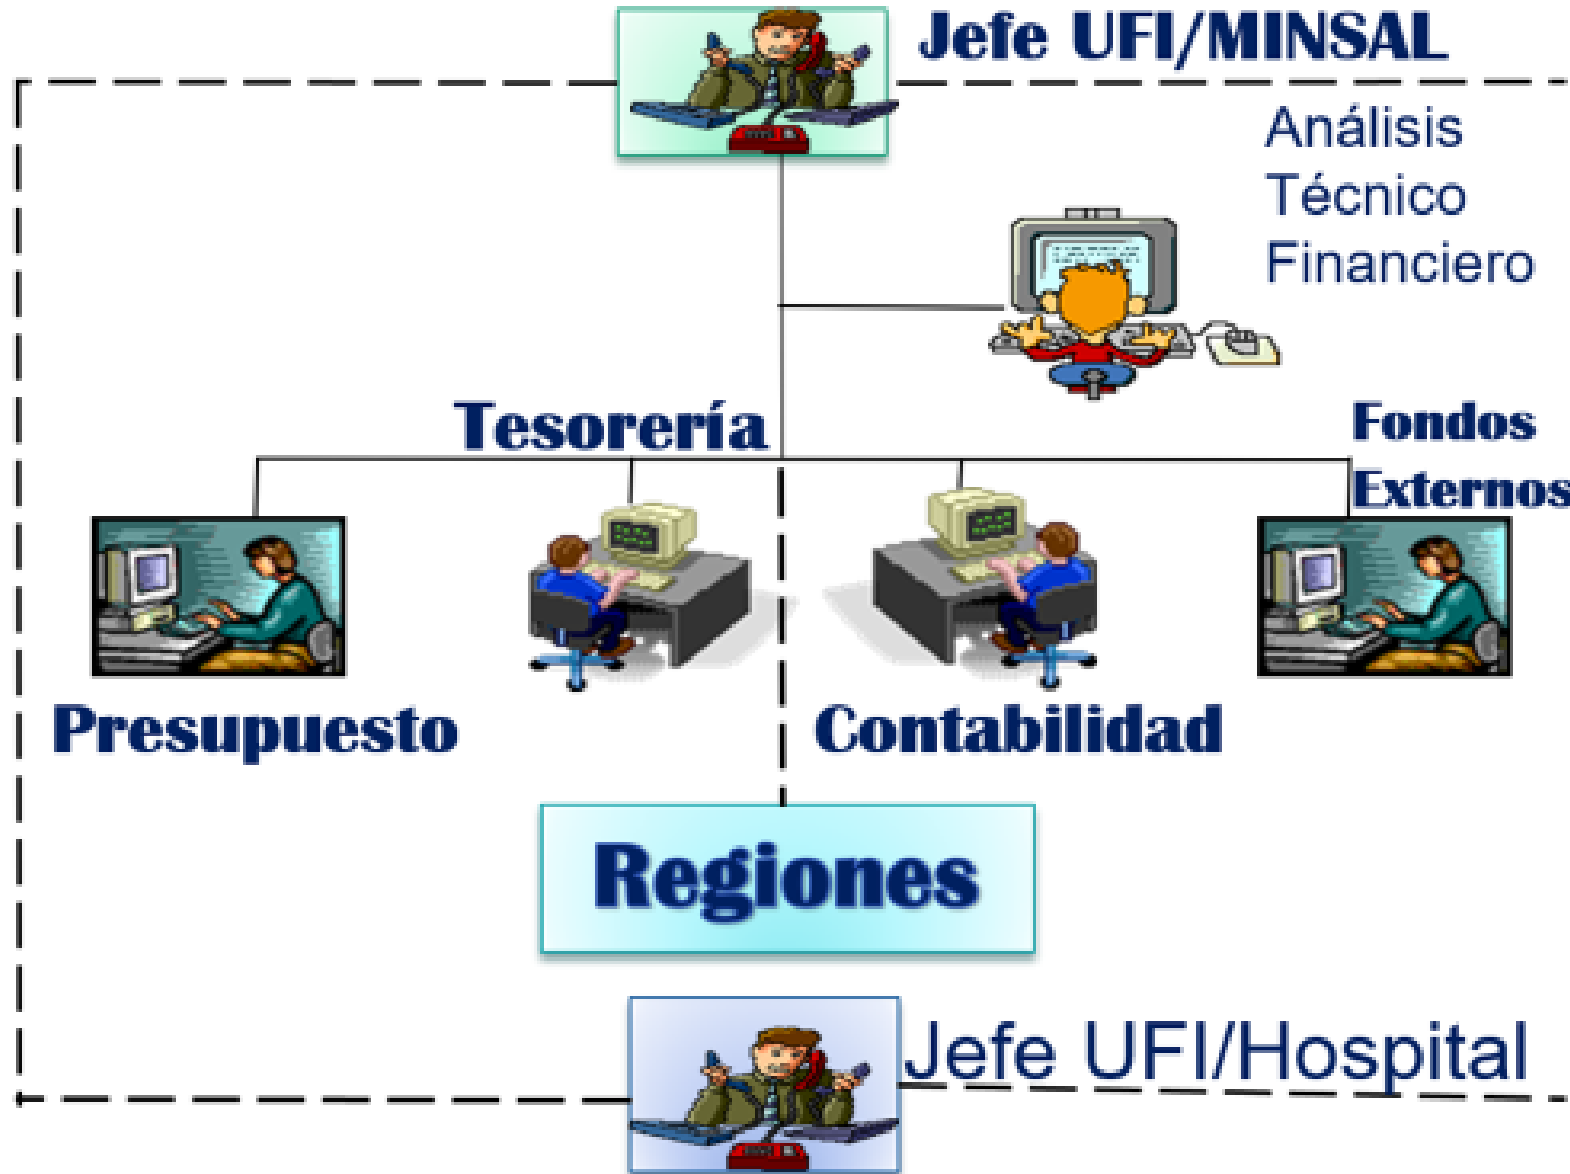 Jefe UFI/MINSAL
Análisis
Técnico
Financiero
Tesorería
Fondos
Externos
Presupuesto
Contabilidad
Regiones
Jefe UFI/Hospital